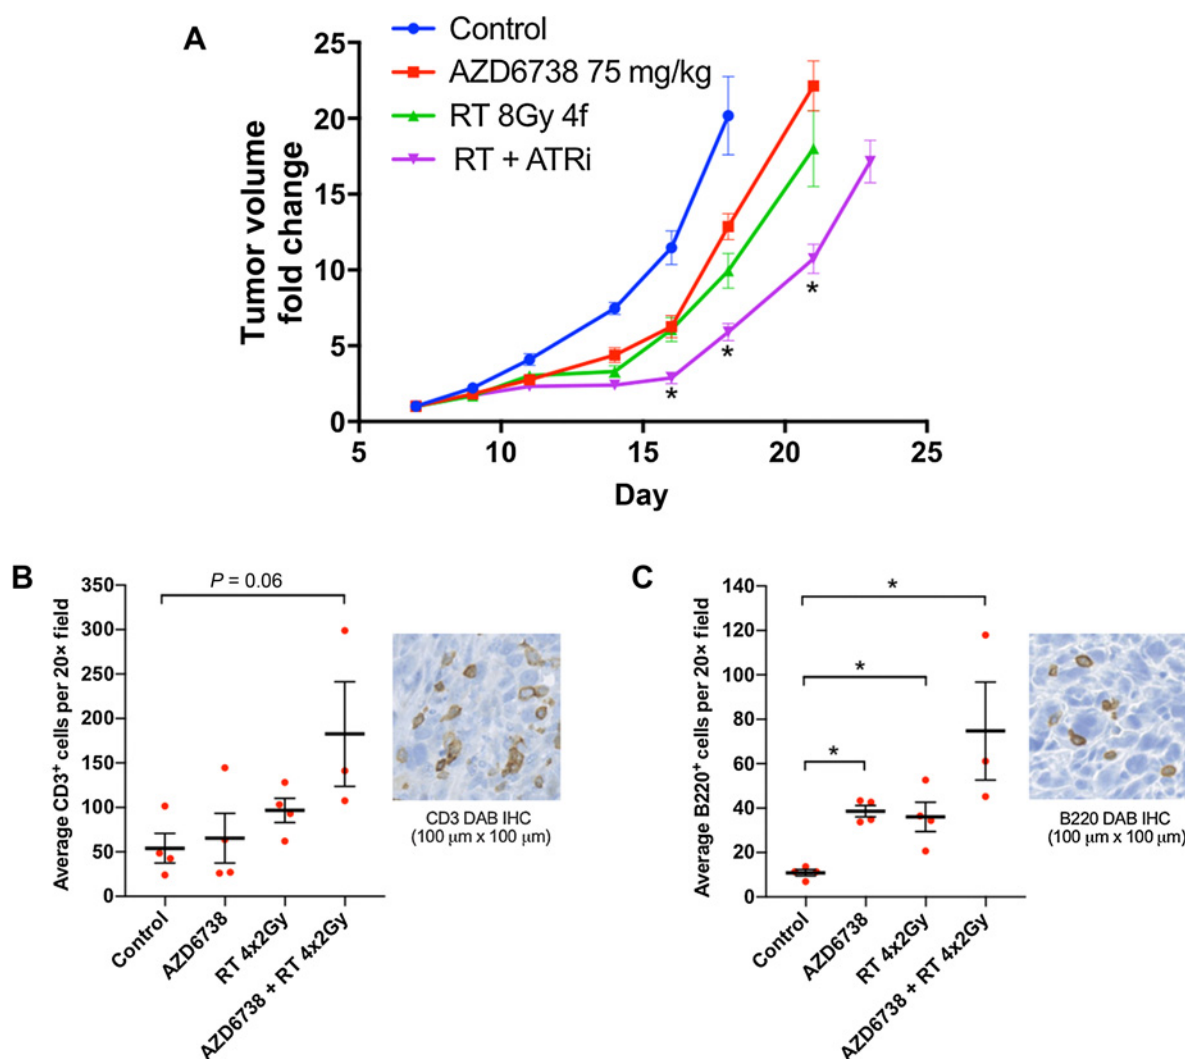 A
Control
AZD6738 75 mg/kg
RT 8Gy 4f
RT + ATRi
Tumor volume
fold change
25
20
15
10
5
0
*
*
*
5
10
15
20
25
Day
B
P = 0.06
Average CD3+ cells per 20× field
350
300
250
200
150
100
50
0
Control
AZD6738
RT 4x2Gy
AZD6738 + RT 4x2Gy
CD3 DAB IHC
(100 μm x 100 μm)
C
*
*
*
Average B220+ cells per 20× field
140
120
100
80
60
40
20
0
Control
AZD6738
RT 4x2Gy
AZD6738 + RT 4x2Gy
B220 DAB IHC
(100 μm x 100 μm)